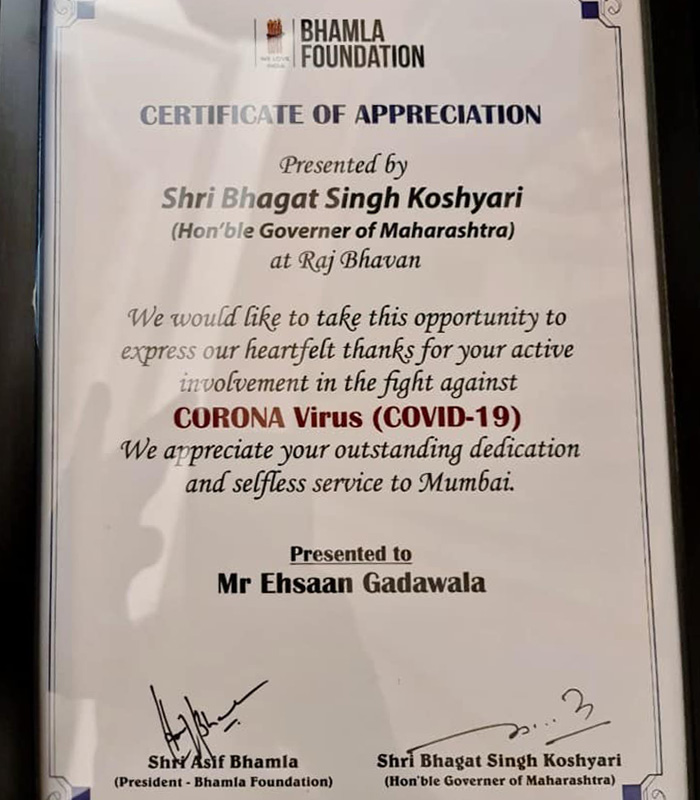 BHAMLA
FOUNDATION
WE LOVE
INDIA
CERTIFICATE OF APPRECIATION
Presented by
Shri Bhagat Singh Koshyari
(Hon'ble Governer of Maharashtra)
at Raj Bhavan
We would like to take this opportunity to
express our heartfelt thanks for your active
involvement in the fight against
CORONA Virus (COVID-19)
We appreciate your outstanding dedication
and selfless service to Mumbai.
Presented to
Mr Ehsaan Gadawala
Shri Asif Bhamla
(President - Bhamla Foundation)
Shri Bhagat Singh Koshyari
(Hon'ble Governer of Maharashtra)